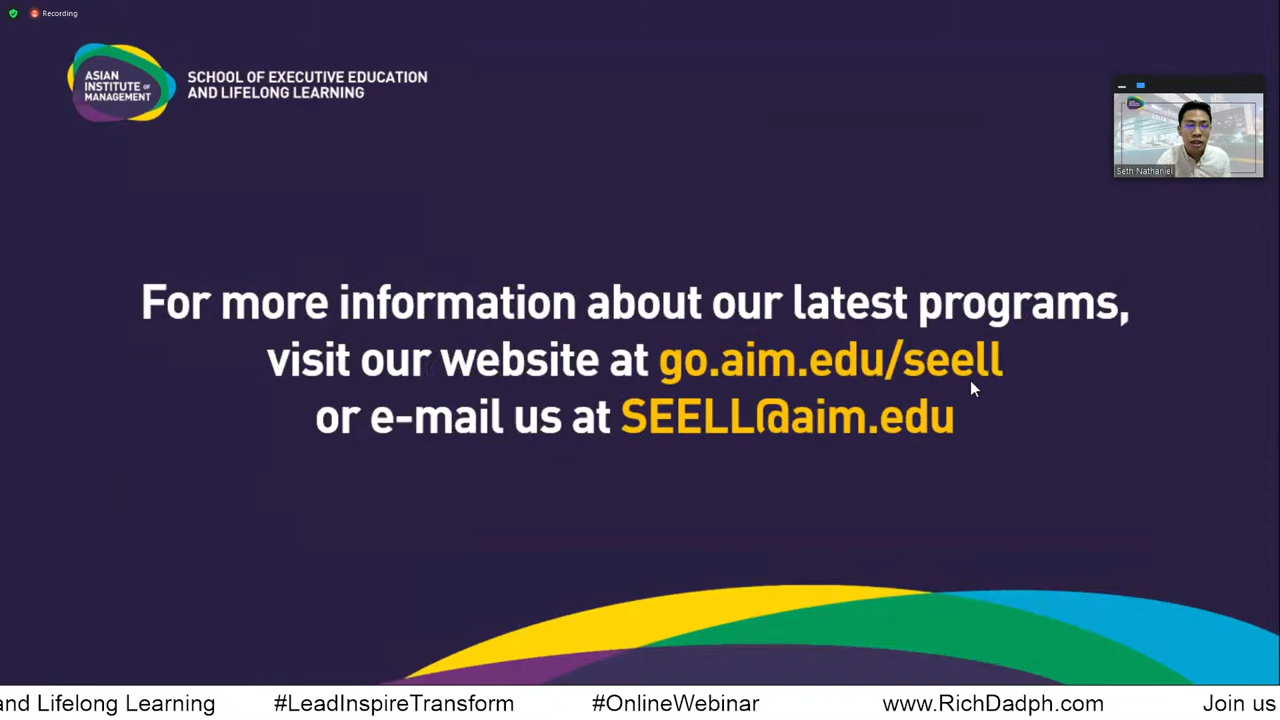 Recording
ASIAN
INSTITUTE OF
MANAGEMENT
SCHOOL OF EXECUTIVE EDUCATION
AND LIFELONG LEARNING
Seth Nathaniel
For more information about our latest programs,
visit our website at go.aim.edu/seell
or e-mail us at SEELL@aim.edu
and Lifelong Learning #LeadInspireTransform #OnlineWebinar www.RichDadph.com Join us